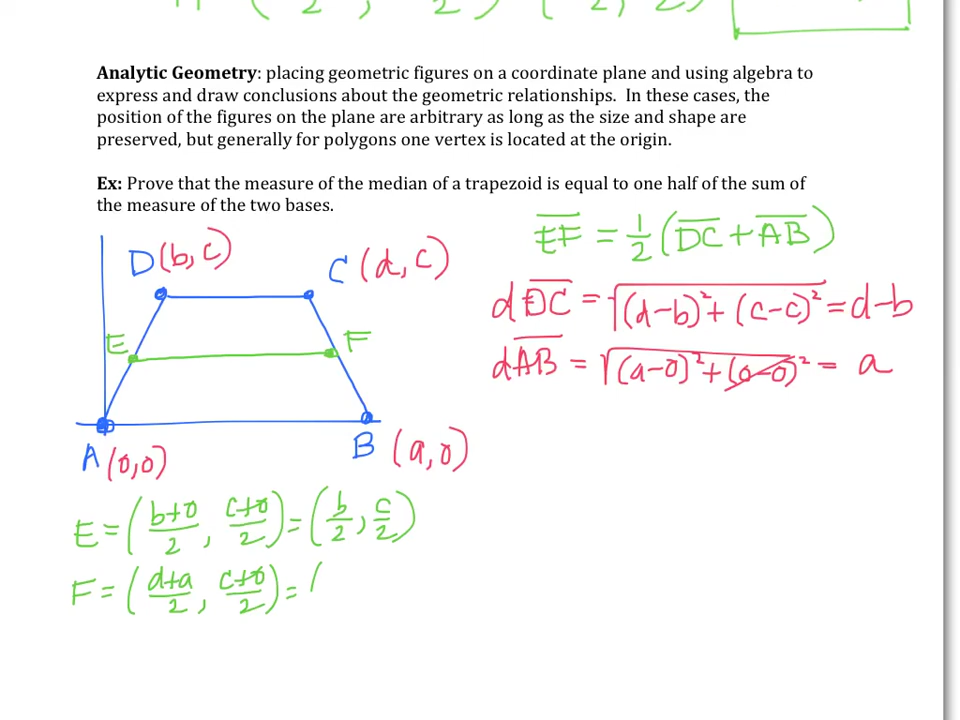 Analytic Geometry: placing geometric figures on a coordinate plane and using algebra to
express and draw conclusions about the geometric relationships. In these cases, the
position of the figures on the plane are arbitrary as long as the size and shape are
preserved, but generally for polygons one vertex is located at the origin.
Ex: Prove that the measure of the median of a trapezoid is equal to one half of the sum of
the measure of the two bases.
EF = 1/2 (DC + AB)
D (b, c)
C (d, c)
dDC = √(d-b)² + (c-c)² = d-b
E
F
dAB = √(a-0)² + (0-0)² = a
A (0,0)
B (a, 0)
E = (b+0/2, c+0/2) = (b/2, c/2)
F = (d+a/2, c+0/2) = (